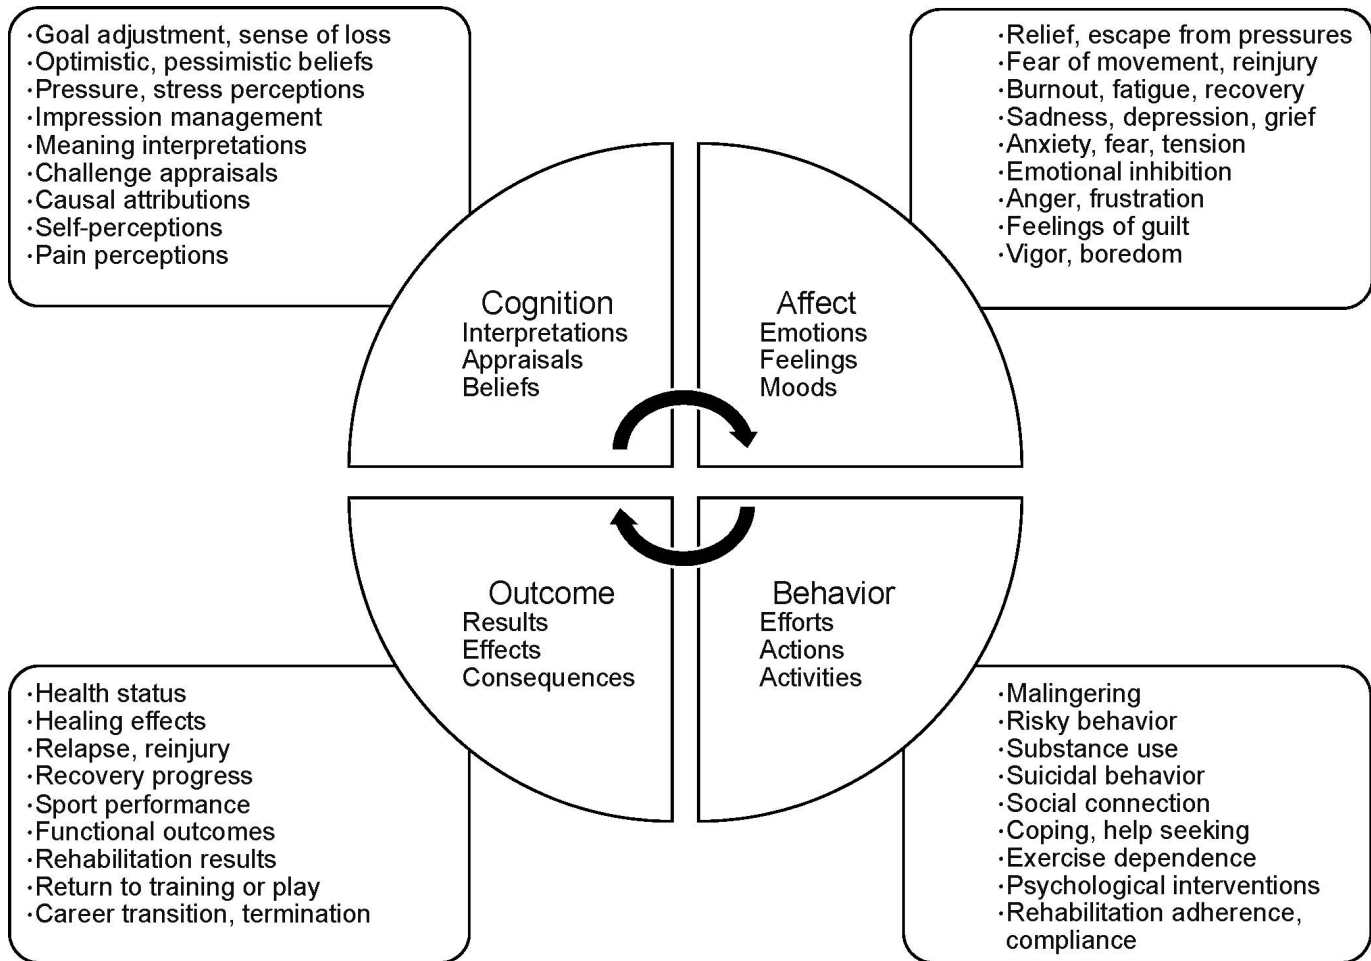 ·Goal adjustment, sense of loss
·Optimistic, pessimistic beliefs
·Pressure, stress perceptions
·Impression management
·Meaning interpretations
·Challenge appraisals
·Causal attributions
·Self-perceptions
·Pain perceptions
·Relief, escape from pressures
·Fear of movement, reinjury
·Burnout, fatigue, recovery
·Sadness, depression, grief
·Anxiety, fear, tension
·Emotional inhibition
·Anger, frustration
·Feelings of guilt
·Vigor, boredom
Cognition
Interpretations
Appraisals
Beliefs
Affect
Emotions
Feelings
Moods
Outcome
Results
Effects
Consequences
Behavior
Efforts
Actions
Activities
·Health status
·Healing effects
·Relapse, reinjury
·Recovery progress
·Sport performance
·Functional outcomes
·Rehabilitation results
·Return to training or play
·Career transition, termination
·Malingering
·Risky behavior
·Substance use
·Suicidal behavior
·Social connection
·Coping, help seeking
·Exercise dependence
·Psychological interventions
·Rehabilitation adherence,
compliance